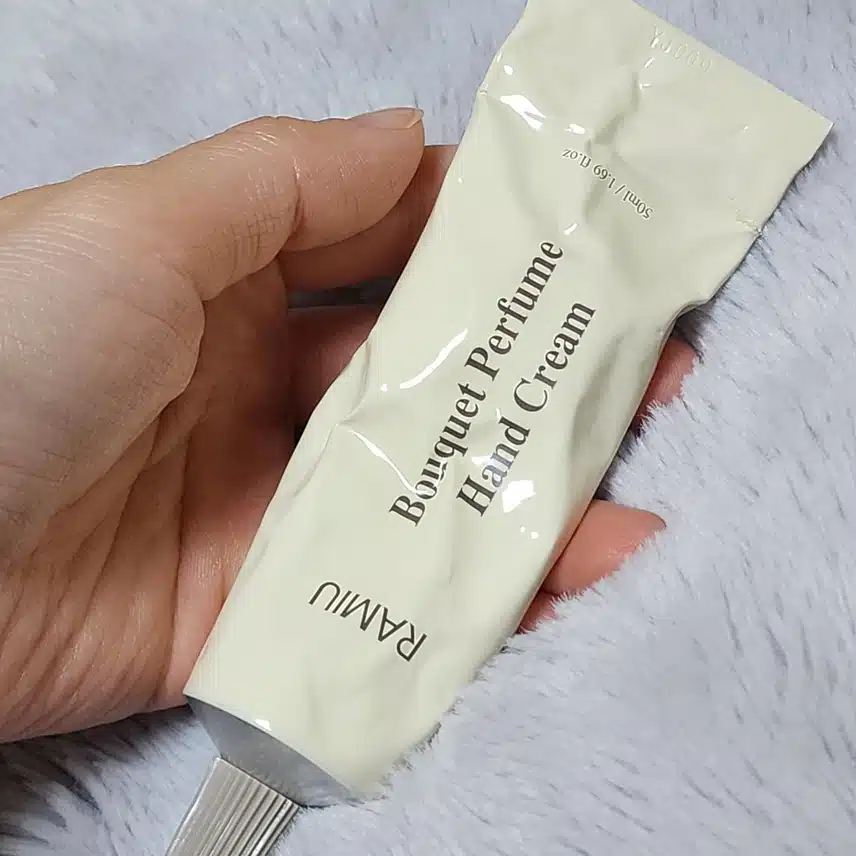 RAMIU
Bouquet Perfume
Hand Cream
50ml / 1.69 fl.oz